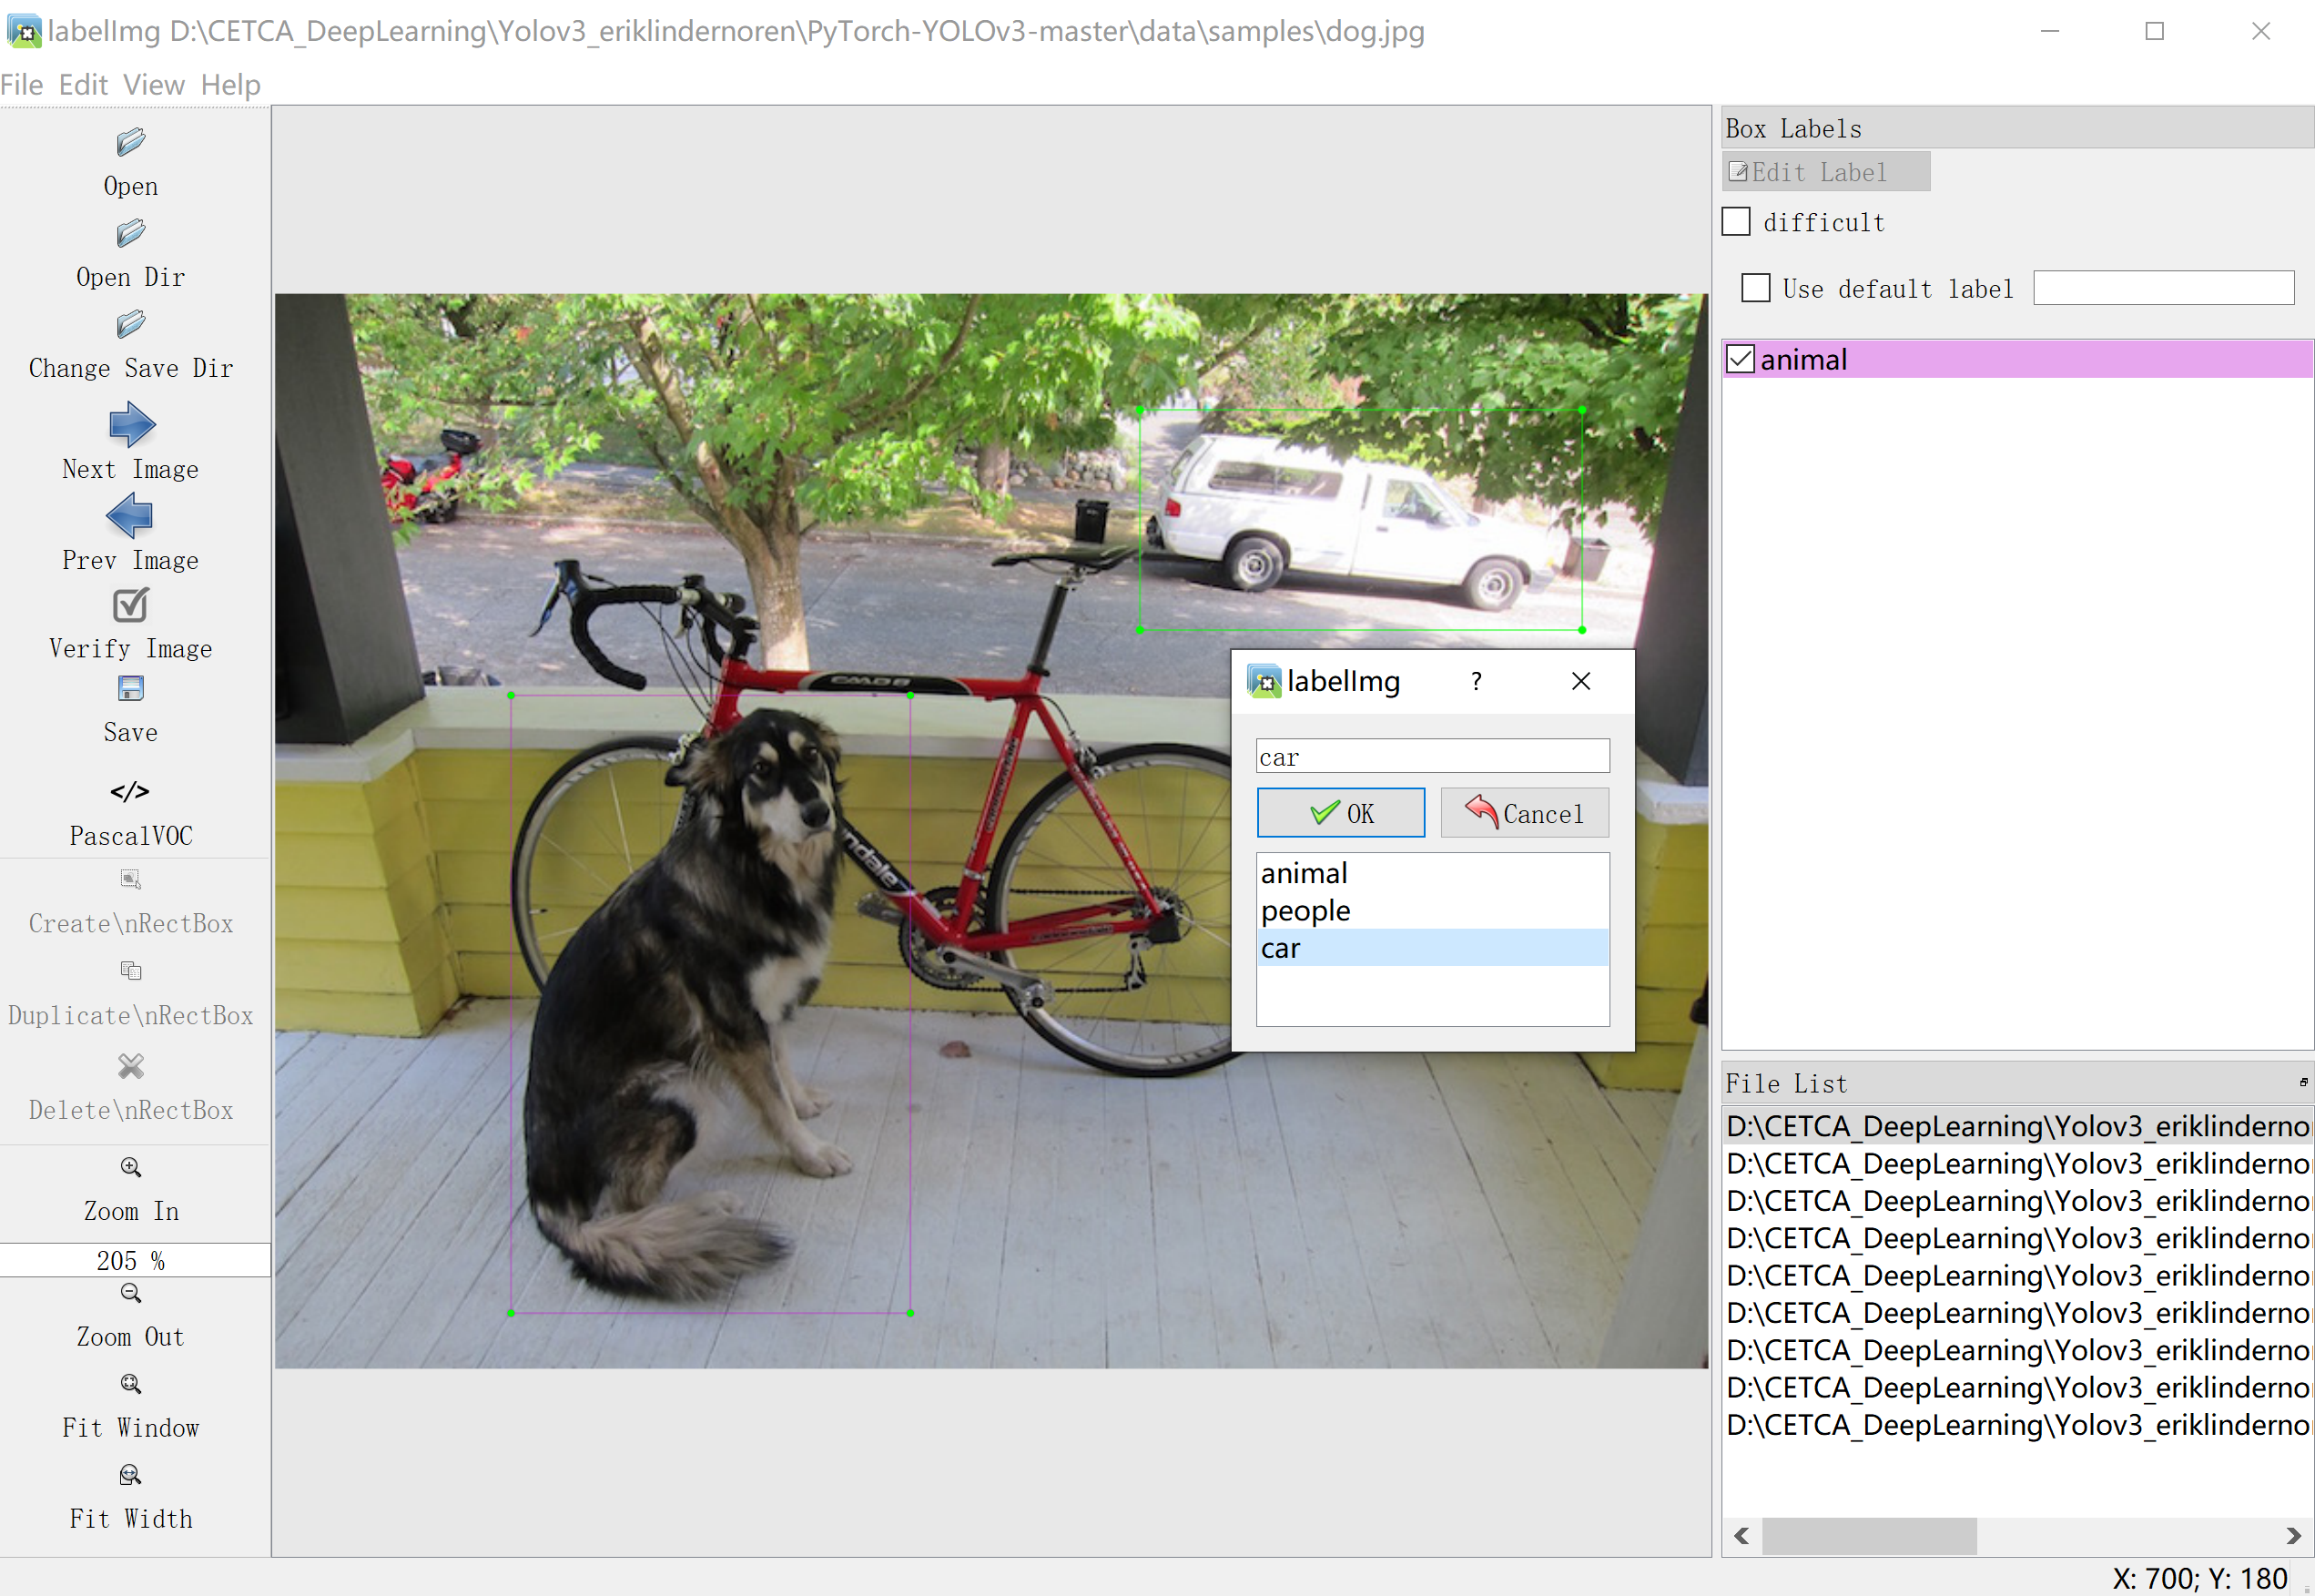 labelImg D:\CETCA_DeepLearning\Yolov3_eriklindernoren\PyTorch-YOLOv3-master\data\samples\dog.jpg
File Edit View Help
Open
Open Dir
Change Save Dir
Next Image
Prev Image
Verify Image
Save
</>
PascalVOC
Create\nRectBox
Duplicate\nRectBox
Delete\nRectBox
Zoom In
205 %
Zoom Out
Fit Window
Fit Width
CAAD8
ndale
labelImg ?
car
OK Cancel
animal
people
car
Box Labels
Edit Label
difficult
Use default label
animal
File List
D:\CETCA_DeepLearning\Yolov3_eriklinderno
D:\CETCA_DeepLearning\Yolov3_eriklinderno
D:\CETCA_DeepLearning\Yolov3_eriklinderno
D:\CETCA_DeepLearning\Yolov3_eriklinderno
D:\CETCA_DeepLearning\Yolov3_eriklinderno
D:\CETCA_DeepLearning\Yolov3_eriklinderno
D:\CETCA_DeepLearning\Yolov3_eriklinderno
D:\CETCA_DeepLearning\Yolov3_eriklinderno
D:\CETCA_DeepLearning\Yolov3_eriklinderno
X: 700; Y: 180